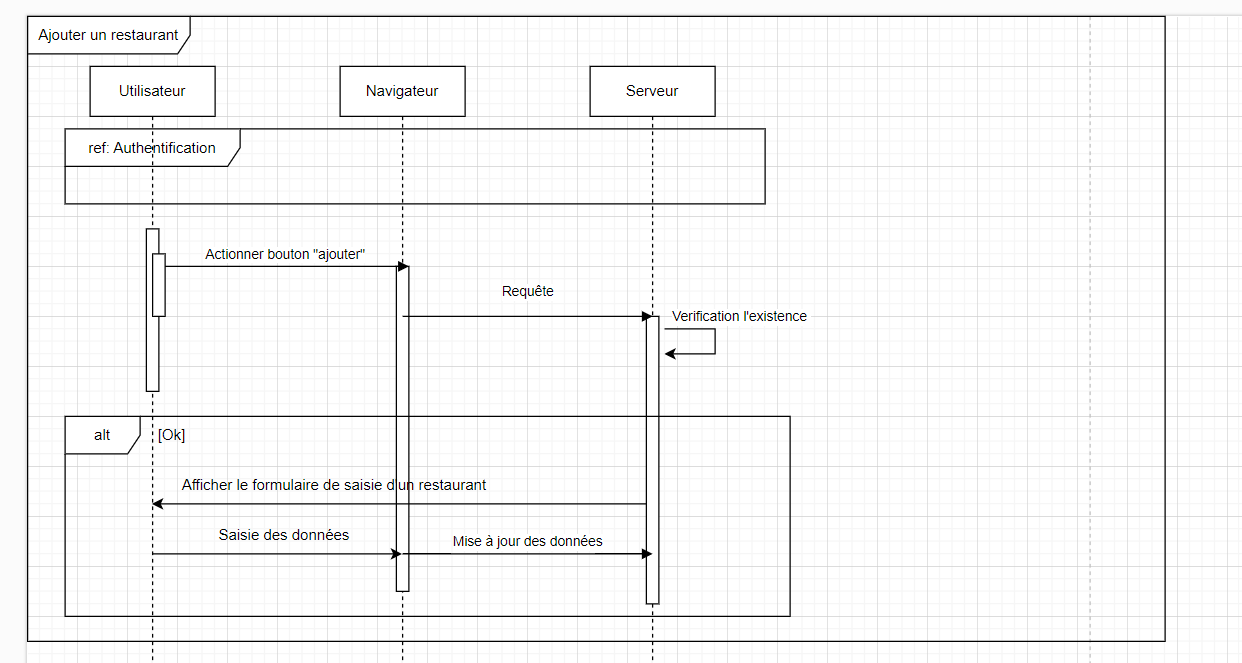 Ajouter un restaurant
Utilisateur
Navigateur
Serveur
ref: Authentification
Actionner bouton "ajouter"
Requête
Verification l'existence
alt
[Ok]
Afficher le formulaire de saisie d'un restaurant
Saisie des données
Mise à jour des données